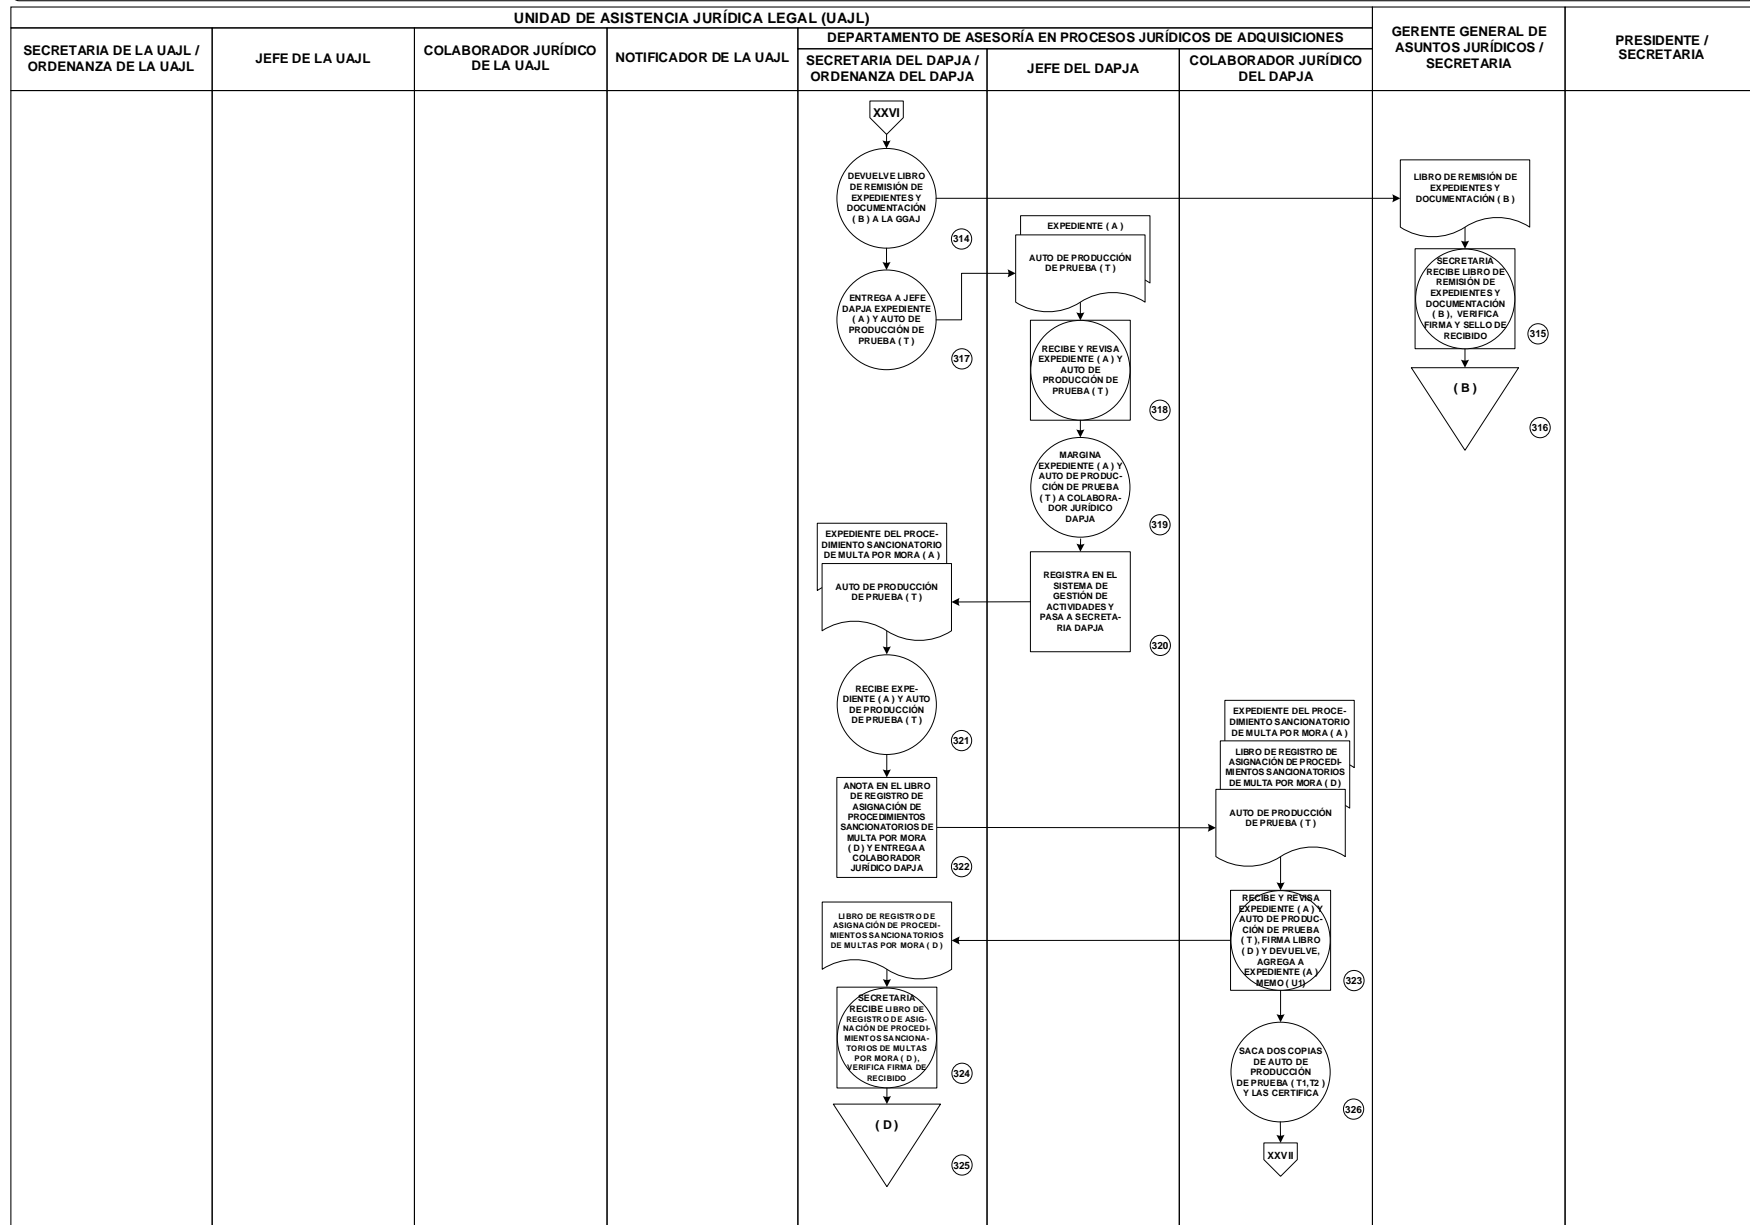 UNIDAD DE ASISTENCIA JURÍDICA LEGAL (UAJL)
SECRETARIA DE LA UAJL /
ORDENANZA DE LA UAJL
JEFE DE LA UAJL
COLABORADOR JURÍDICO
DE LA UAJL
NOTIFICADOR DE LA UAJL
DEPARTAMENTO DE ASESORÍA EN PROCESOS JURÍDICOS DE ADQUISICIONES
SECRETARIA DEL DAPJA /
ORDENANZA DEL DAPJA
JEFE DEL DAPJA
COLABORADOR JURÍDICO
DEL DAPJA
GERENTE GENERAL DE
ASUNTOS JURÍDICOS /
SECRETARIA
PRESIDENTE /
SECRETARIA
XXVI
DEVUELVE LIBRO
DE REMISIÓN DE
EXPEDIENTES Y
DOCUMENTACIÓN
( B ) A LA GGAJ
314
LIBRO DE REMISIÓN DE
EXPEDIENTES Y
DOCUMENTACIÓN ( B )
SECRETARIA
RECIBE LIBRO DE
REMISIÓN DE
EXPEDIENTES Y
DOCUMENTACIÓN
( B ), VERIFICA
FIRMA Y SELLO DE
RECIBIDO
315
( B )
316
ENTREGA A JEFE
DAPJA EXPEDIENTE
( A ) Y AUTO DE
PRODUCCIÓN DE
PRUEBA ( T )
317
EXPEDIENTE ( A )
AUTO DE PRODUCCIÓN
DE PRUEBA ( T )
RECIBE Y REVISA
EXPEDIENTE ( A ) Y
AUTO DE
PRODUCCIÓN DE
PRUEBA ( T )
318
MARGINA
EXPEDIENTE ( A ) Y
AUTO DE PRODUC-
CIÓN DE PRUEBA
( T ) A COLABORA-
DOR JURÍDICO
DAPJA
319
REGISTRA EN EL
SISTEMA DE
GESTIÓN DE
ACTIVIDADES Y
PASA A SECRETA-
RIA DAPJA
320
EXPEDIENTE DEL PROCE-
DIMIENTO SANCIONATORIO
DE MULTA POR MORA ( A )
AUTO DE PRODUCCIÓN
DE PRUEBA ( T )
RECIBE EXPE-
DIENTE ( A ) Y AUTO
DE PRODUCCIÓN
DE PRUEBA ( T )
321
ANOTA EN EL LIBRO
DE REGISTRO DE
ASIGNACIÓN DE
PROCEDIMIENTOS
SANCIONATORIOS DE
MULTA POR MORA
( D ) Y ENTREGA A
COLABORADOR
JURÍDICO DAPJA
322
EXPEDIENTE DEL PROCE-
DIMIENTO SANCIONATORIO
DE MULTA POR MORA ( A )
LIBRO DE REGISTRO DE
ASIGNACIÓN DE PROCEDI-
MIENTOS SANCIONATORIOS
DE MULTA POR MORA ( D )
AUTO DE PRODUCCIÓN
DE PRUEBA ( T )
RECIBE Y REVISA
EXPEDIENTE ( A ) Y
AUTO DE PRODUC-
CIÓN DE PRUEBA
( T ), FIRMA LIBRO
( D ) Y DEVUELVE,
AGREGA A
EXPEDIENTE ( A )
MEMO ( U1)
323
LIBRO DE REGISTRO DE
ASIGNACIÓN DE PROCEDI-
MIENTOS SANCIONATORIOS
DE MULTAS POR MORA ( D )
SECRETARIA
RECIBE LIBRO DE
REGISTRO DE ASIG-
NACIÓN DE PROCEDI-
MIENTOS SANCIONA-
TORIOS DE MULTAS
POR MORA ( D ),
VERIFICA FIRMA DE
RECIBIDO
324
( D )
325
SACA DOS COPIAS
DE AUTO DE
PRODUCCIÓN
DE PRUEBA ( T1,T2 )
Y LAS CERTIFICA
326
XXVII